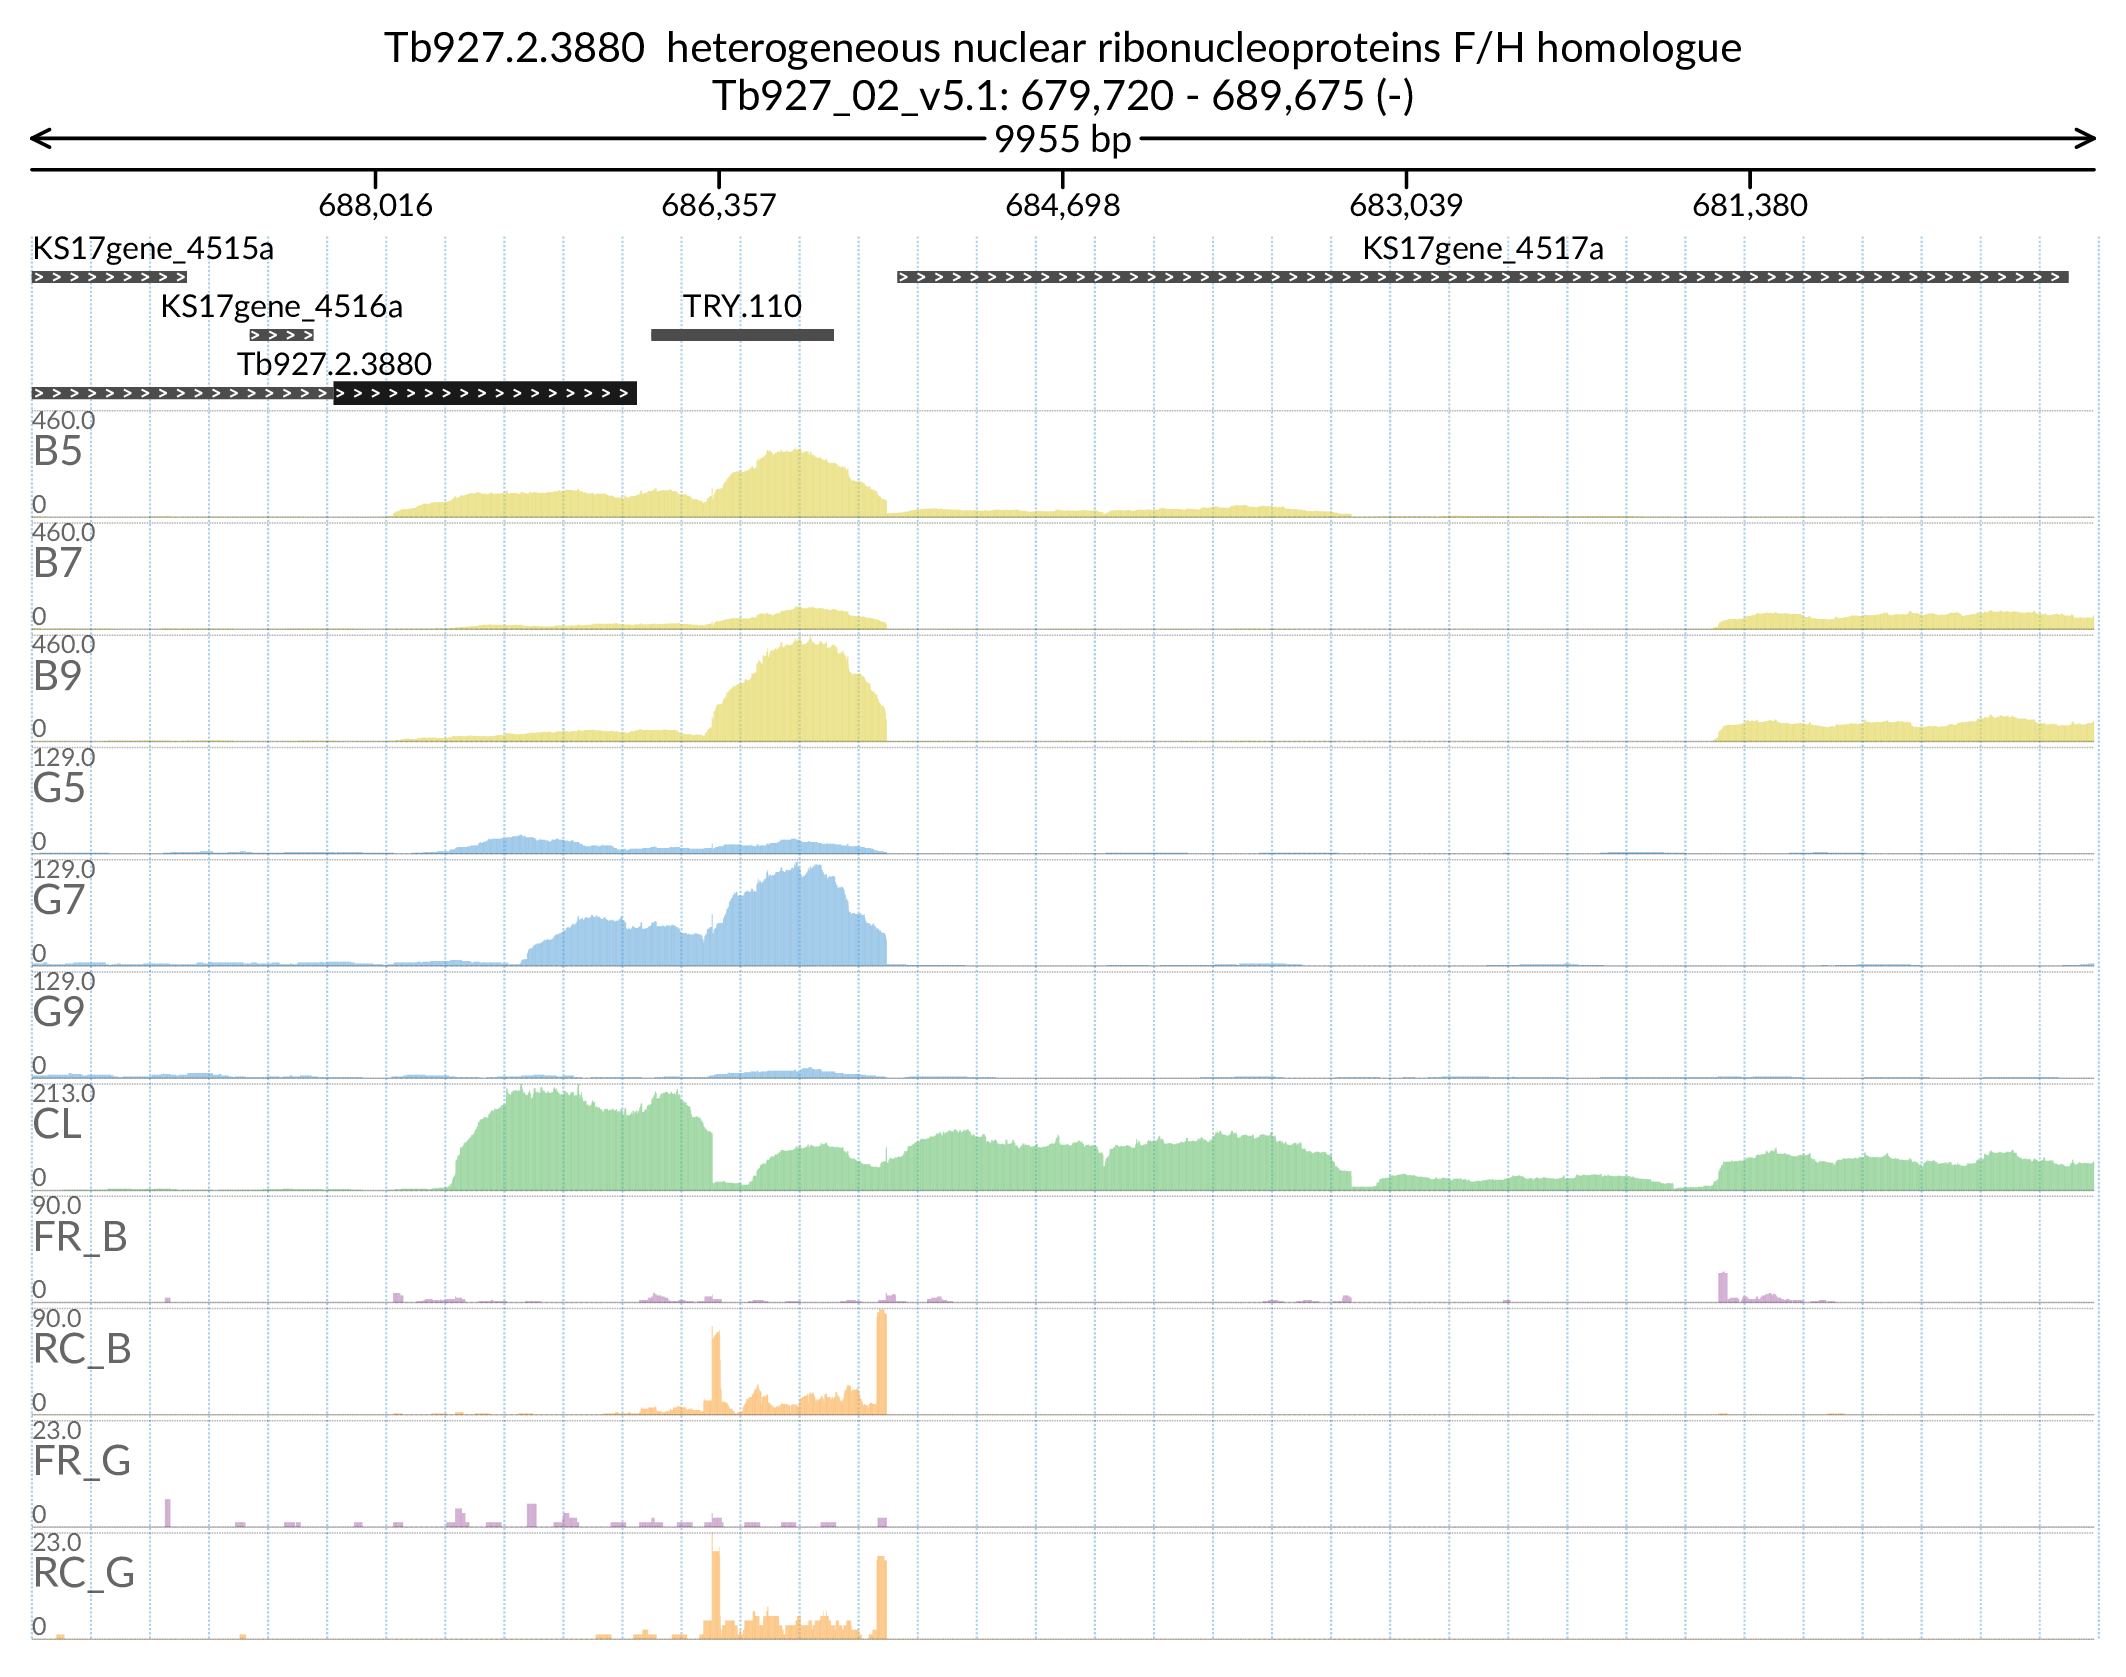 Tb927.2.3880  heterogeneous nuclear ribonucleoproteins F/H homologue
Tb927_02_v5.1: 679,720 - 689,675 (-)
9955 bp
688,016 686,357 684,698 683,039 681,380
KS17gene_4515a KS17gene_4517a
KS17gene_4516a TRY.110
Tb927.2.3880
460.0
B5
0
460.0
B7
0
460.0
B9
0
129.0
G5
0
129.0
G7
0
129.0
G9
0
213.0
CL
0
90.0
FR_B
0
90.0
RC_B
0
23.0
FR_G
0
23.0
RC_G
0